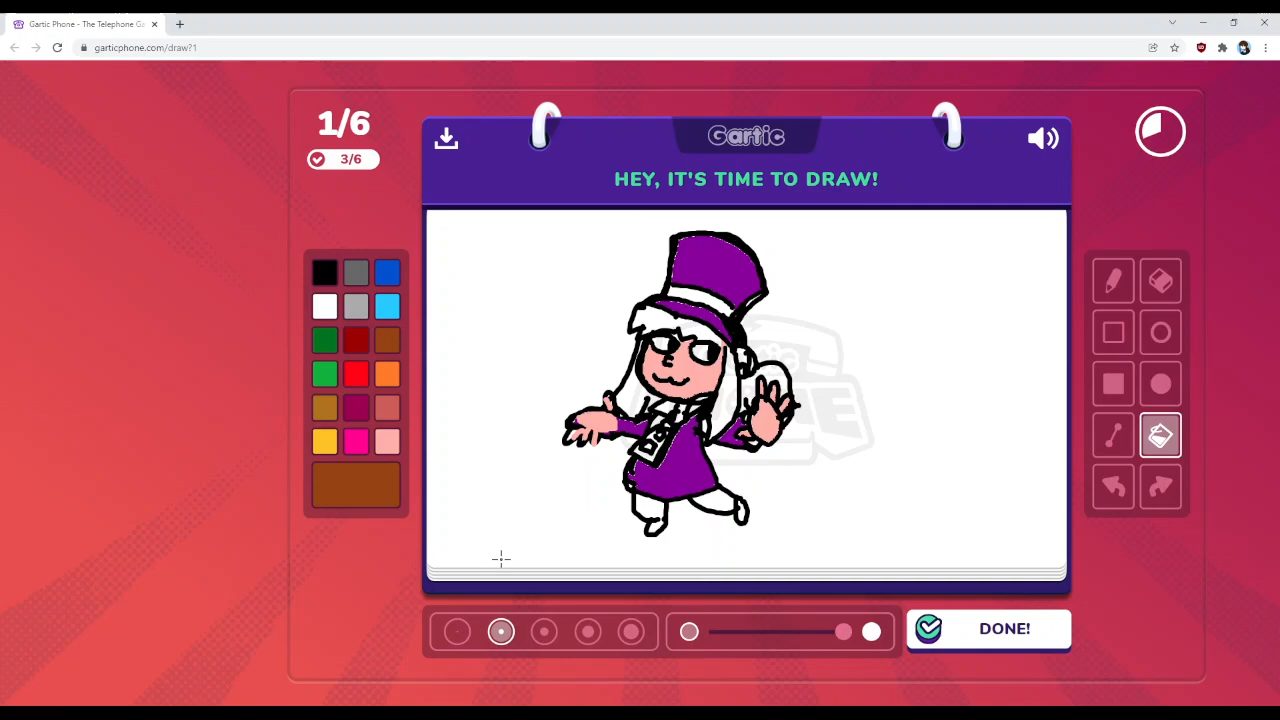 Gartic Phone - The Telephone Ga
garticphone.com/draw?1
1/6
3/6
Gartic
HEY, IT'S TIME TO DRAW!
DONE!